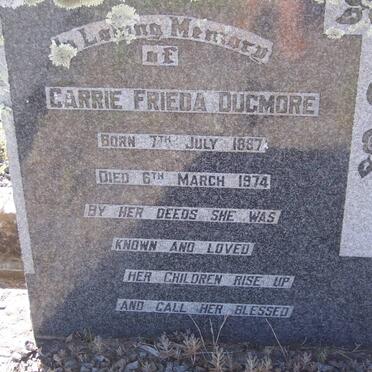 In Loving Memory
of
CARRIE FRIEDA DUGMORE
BORN 7TH JULY 1887
DIED 6TH MARCH 1974
BY HER DEEDS SHE WAS
KNOWN AND LOVED
HER CHILDREN RISE UP
AND CALL HER BLESSED